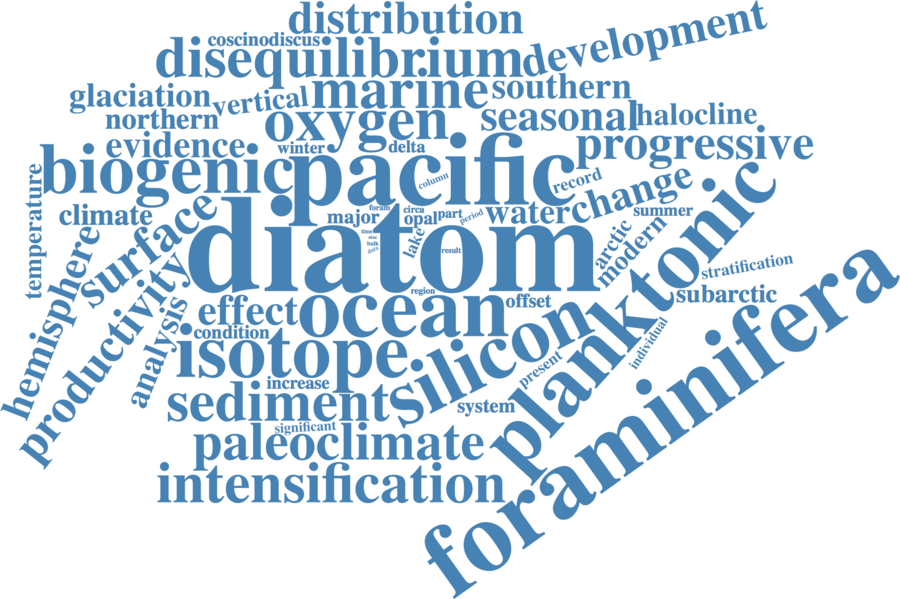 distribution
coscinodiscus
disequilibrium
development
glaciation
vertical
marine
southern
northern
oxygen
seasonal
halocline
evidence
winter
delta
progressive
biogenic
pacific
column
record
change
temperature
climate
surface
major
foram
circa
opal
part
period
water
summer
diatom
time
size
bulk
data
lake
result
arctic
modern
planktonic
stratification
hemisphere
productivity
analysis
region
effect
ocean
offset
subarctic
condition
isotope
silicon
present
individual
foraminifera
increase
sediment
system
significant
paleoclimate
intensification